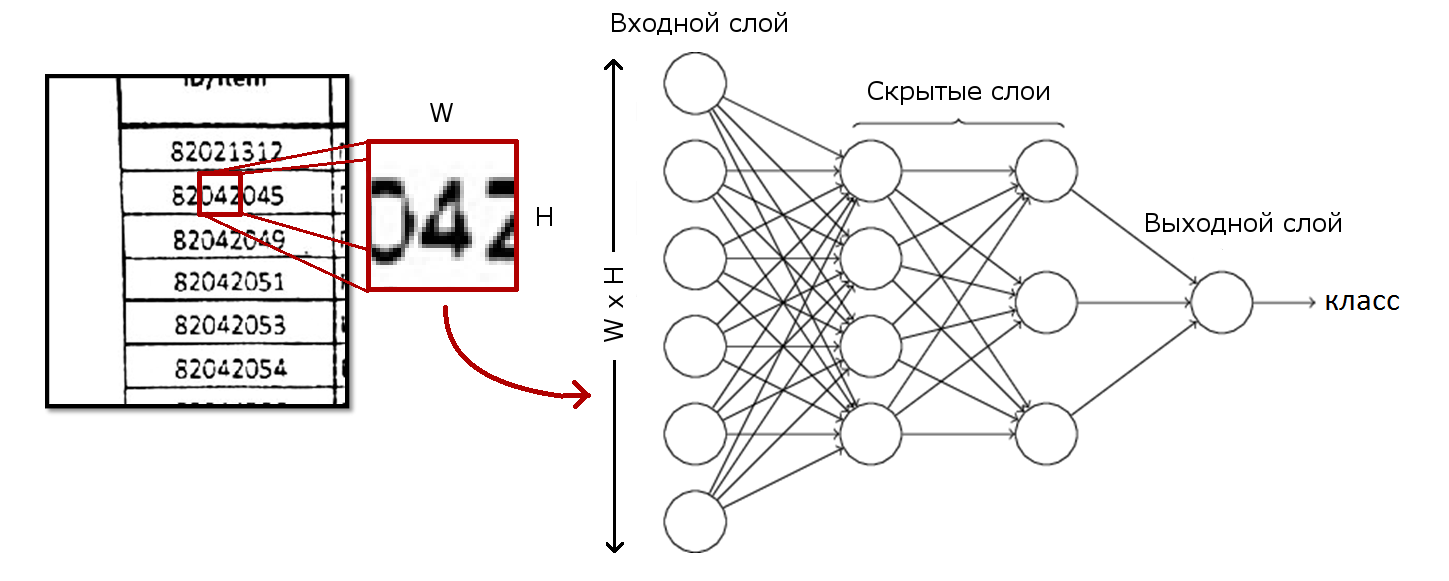 ID/Item
82021312
82042045
82042049
82042051
82042053
82042054
W
H
042
Входной слой
W x H
Скрытые слои
Выходной слой
класс